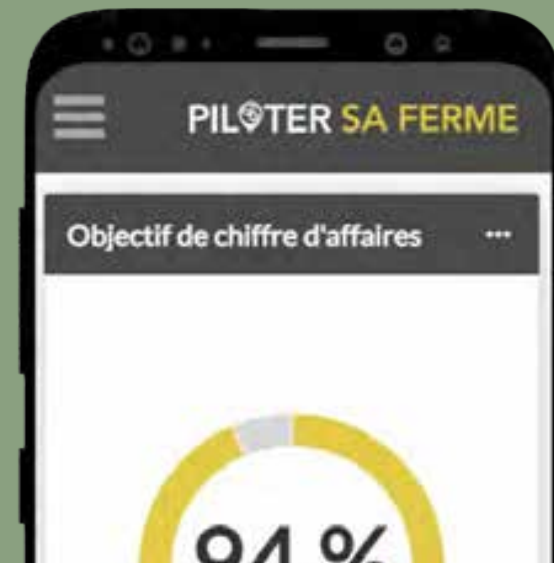 PILOTER SA FERME
Objectif de chiffre d'affaires ...
94 %